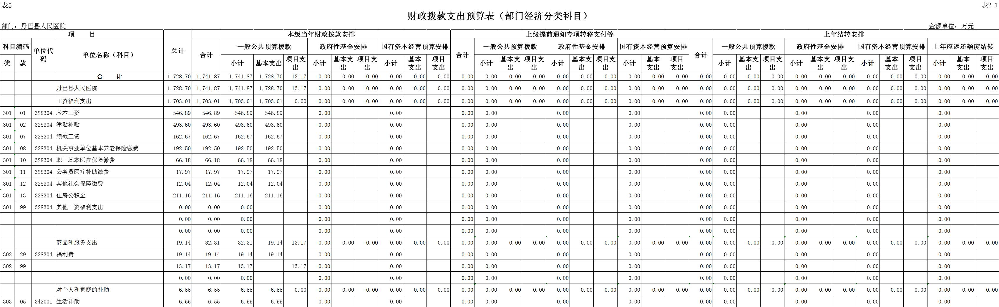 表5
表2-1
财政拨款支出预算表（部门经济分类科目）
部门：丹巴县人民医院 金额单位：万元
项 目 总计 本级当年财政拨款安排 上级提前通知专项转移支付等 上年结转安排
科目编码 单位代码 单位名称（科目） 合计 一般公共预算拨款 政府性基金安排 国有资本经营预算安排 合计 一般公共预算拨款 政府性基金安排 国有资本经营预算安排 合计 一般公共预算拨款 政府性基金安排 国有资本经营预算安排 上年应返还额度结转
类 款 小计 基本支出 项目支出 小计 基本支出 项目支出 小计 基本支出 项目支出 小计 基本支出 项目支出 小计 基本支出 项目支出 小计 基本支出 项目支出 小计 基本支出 项目支出 小计 基本支出 项目支出 小计 基本支出 项目支出 小计 基本支出 项目支出
合 计 1,728.70 1,741.87 1,741.87 1,728.70 13.17 0.00 0.00 0.00 0.00 0.00 0.00 0.00 0.00 0.00 0.00 0.00 0.00 0.00 0.00 0.00 0.00 0.00 0.00 0.00 0.00 0.00 0.00 0.00 0.00 0.00 0.00 0.00 0.00 0.00
丹巴县人民医院 1,728.70 1,741.87 1,741.87 1,728.70 13.17 0.00 0.00 0.00 0.00 0.00 0.00 0.00 0.00 0.00 0.00 0.00 0.00 0.00 0.00 0.00 0.00 0.00 0.00 0.00 0.00 0.00 0.00 0.00 0.00 0.00 0.00 0.00 0.00 0.00
工资福利支出 1,703.01 1,703.01 1,703.01 1,703.01 0.00 0.00 0.00 0.00 0.00 0.00 0.00 0.00 0.00 0.00 0.00 0.00 0.00 0.00 0.00 0.00 0.00 0.00 0.00 0.00 0.00 0.00 0.00 0.00 0.00 0.00 0.00 0.00 0.00 0.00
301 01 328304 基本工资 546.89 546.89 546.89 546.89 0.00 0.00 0.00 0.00 0.00 0.00 0.00 0.00 0.00 0.00 0.00
301 02 328304 津贴补贴 493.60 493.60 493.60 493.60 0.00 0.00 0.00 0.00 0.00 0.00 0.00 0.00 0.00 0.00 0.00
301 07 328304 绩效工资 162.67 162.67 162.67 162.67 0.00 0.00 0.00 0.00 0.00 0.00 0.00 0.00 0.00 0.00 0.00
301 08 328304 机关事业单位基本养老保险缴费 192.50 192.50 192.50 192.50 0.00 0.00 0.00 0.00 0.00 0.00 0.00 0.00 0.00 0.00 0.00
301 10 328304 职工基本医疗保险缴费 66.18 66.18 66.18 66.18 0.00 0.00 0.00 0.00 0.00 0.00 0.00 0.00 0.00 0.00 0.00
301 11 328304 公务员医疗补助缴费 17.97 17.97 17.97 17.97 0.00 0.00 0.00 0.00 0.00 0.00 0.00 0.00 0.00 0.00 0.00
301 12 328304 其他社会保障缴费 12.04 12.04 12.04 12.04 0.00 0.00 0.00 0.00 0.00 0.00 0.00 0.00 0.00 0.00 0.00
301 13 328304 住房公积金 211.16 211.16 211.16 211.16 0.00 0.00 0.00 0.00 0.00 0.00 0.00 0.00 0.00 0.00 0.00
301 99 328304 其他工资福利支出 0.00 0.00 0.00 0.00 0.00 0.00 0.00 0.00 0.00 0.00 0.00 0.00 0.00 0.00
0.00 0.00 0.00 0.00 0.00 0.00 0.00 0.00 0.00 0.00 0.00 0.00 0.00 0.00
0.00 0.00 0.00 0.00 0.00 0.00 0.00 0.00 0.00 0.00 0.00 0.00 0.00 0.00
商品和服务支出 19.14 32.31 32.31 19.14 13.17 0.00 0.00 0.00 0.00 0.00 0.00 0.00 0.00 0.00 0.00 0.00 0.00 0.00 0.00 0.00 0.00 0.00 0.00 0.00 0.00 0.00 0.00 0.00 0.00 0.00 0.00 0.00 0.00 0.00
302 29 328304 福利费 19.14 19.14 19.14 19.14 0.00 0.00 0.00 0.00 0.00 0.00 0.00 0.00 0.00 0.00 0.00
302 99 13.17 13.17 13.17 13.17 0.00 0.00 0.00 0.00 0.00 0.00 0.00 0.00 0.00 0.00 0.00
0.00 0.00 0.00 0.00 0.00 0.00 0.00 0.00 0.00 0.00 0.00 0.00 0.00 0.00
对个人和家庭的补助 6.55 6.55 6.55 6.55 0.00 0.00 0.00 0.00 0.00 0.00 0.00 0.00 0.00 0.00 0.00 0.00 0.00 0.00 0.00 0.00 0.00 0.00 0.00 0.00 0.00 0.00 0.00 0.00 0.00 0.00 0.00 0.00 0.00 0.00
303 05 342001 生活补助 6.55 6.55 6.55 6.55 0.00 0.00 0.00 0.00 0.00 0.00 0.00 0.00 0.00 0.00 0.00